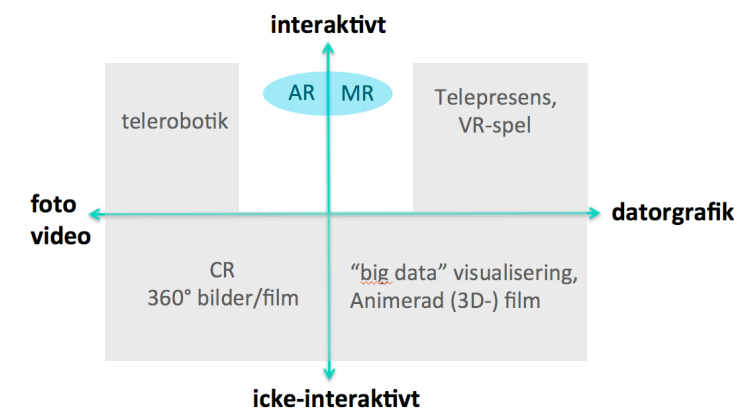 interaktivt
AR MR
telerobotik
Telepresens,
VR-spel
foto
video
datorgrafik
CR
360° bilder/film
“big data” visualisering,
Animerad (3D-) film
icke-interaktivt